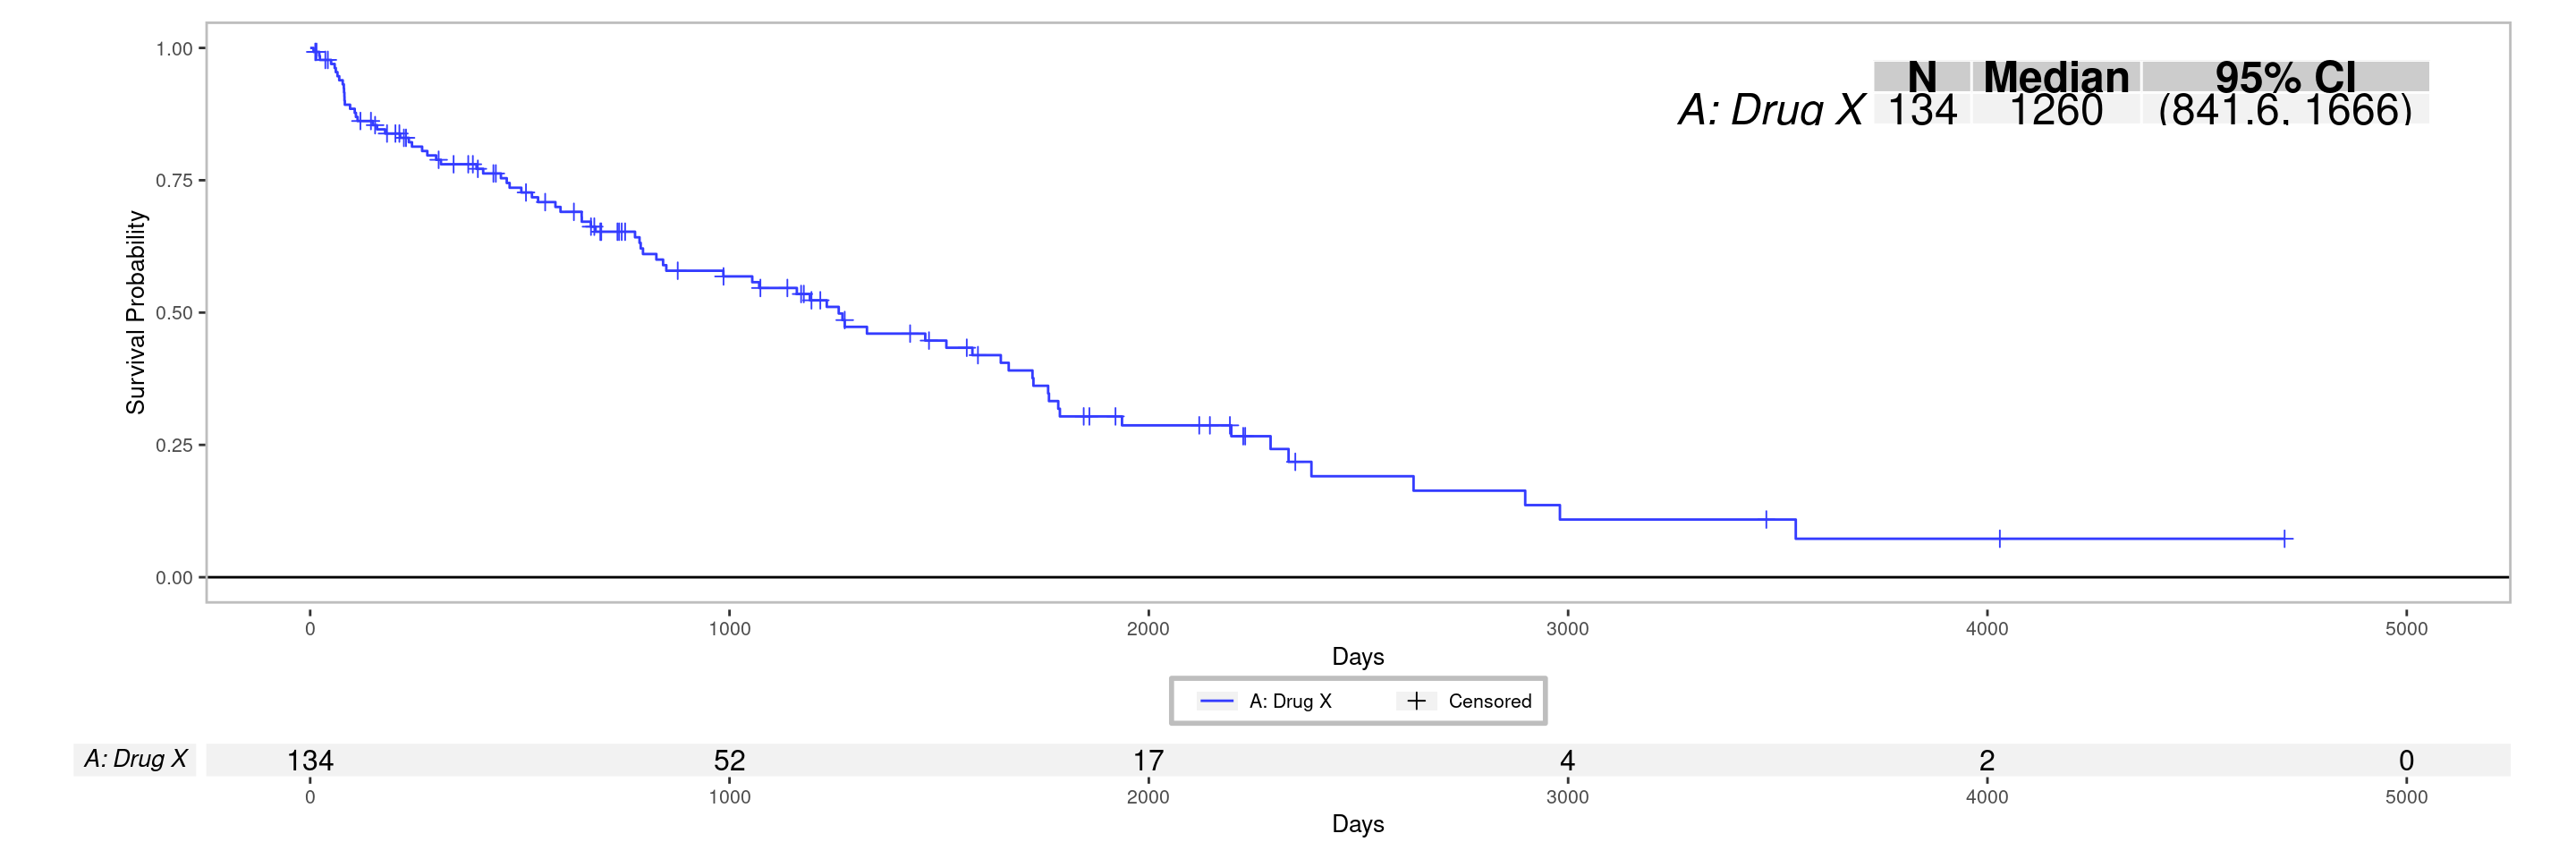 1.00
0.75
0.50
0.25
0.00
Survival Probability
N Median 95% CI
A: Drug X 134 1260 (841.6, 1666)
0 1000 2000 3000 4000 5000
Days
A: Drug X Censored
A: Drug X 134 52 17 4 2 0
0 1000 2000 3000 4000 5000
Days